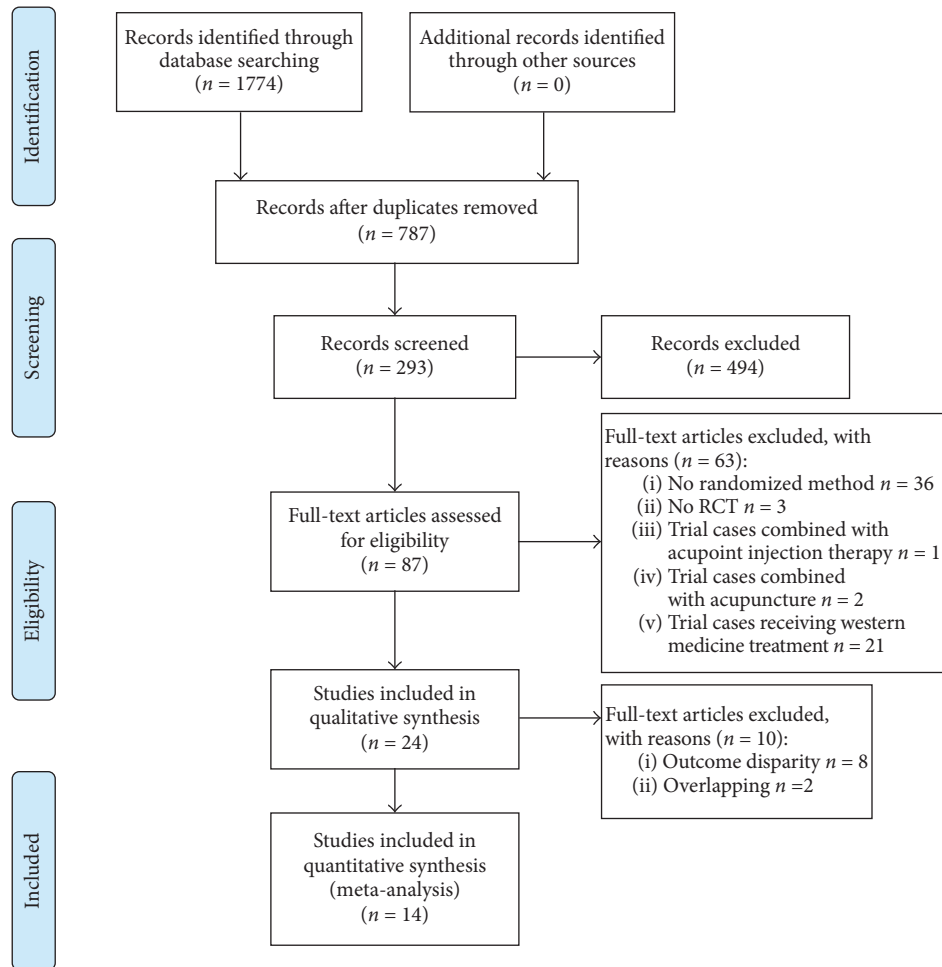 Identification
Records identified through
database searching
(n = 1774)
Additional records identified
through other sources
(n = 0)
Records after duplicates removed
(n = 787)
Screening
Records screened
(n = 293)
Records excluded
(n = 494)
Eligibility
Full-text articles assessed
for eligibility
(n = 87)
Full-text articles excluded, with
reasons (n = 63):
(i) No randomized method n = 36
(ii) No RCT n = 3
(iii) Trial cases combined with
acupoint injection therapy n = 1
(iv) Trial cases combined
with acupuncture n = 2
(v) Trial cases receiving western
medicine treatment n = 21
Studies included in
qualitative synthesis
(n = 24)
Full-text articles excluded,
with reasons (n = 10):
(i) Outcome disparity n = 8
(ii) Overlapping n =2
Included
Studies included in
quantitative synthesis
(meta-analysis)
(n = 14)